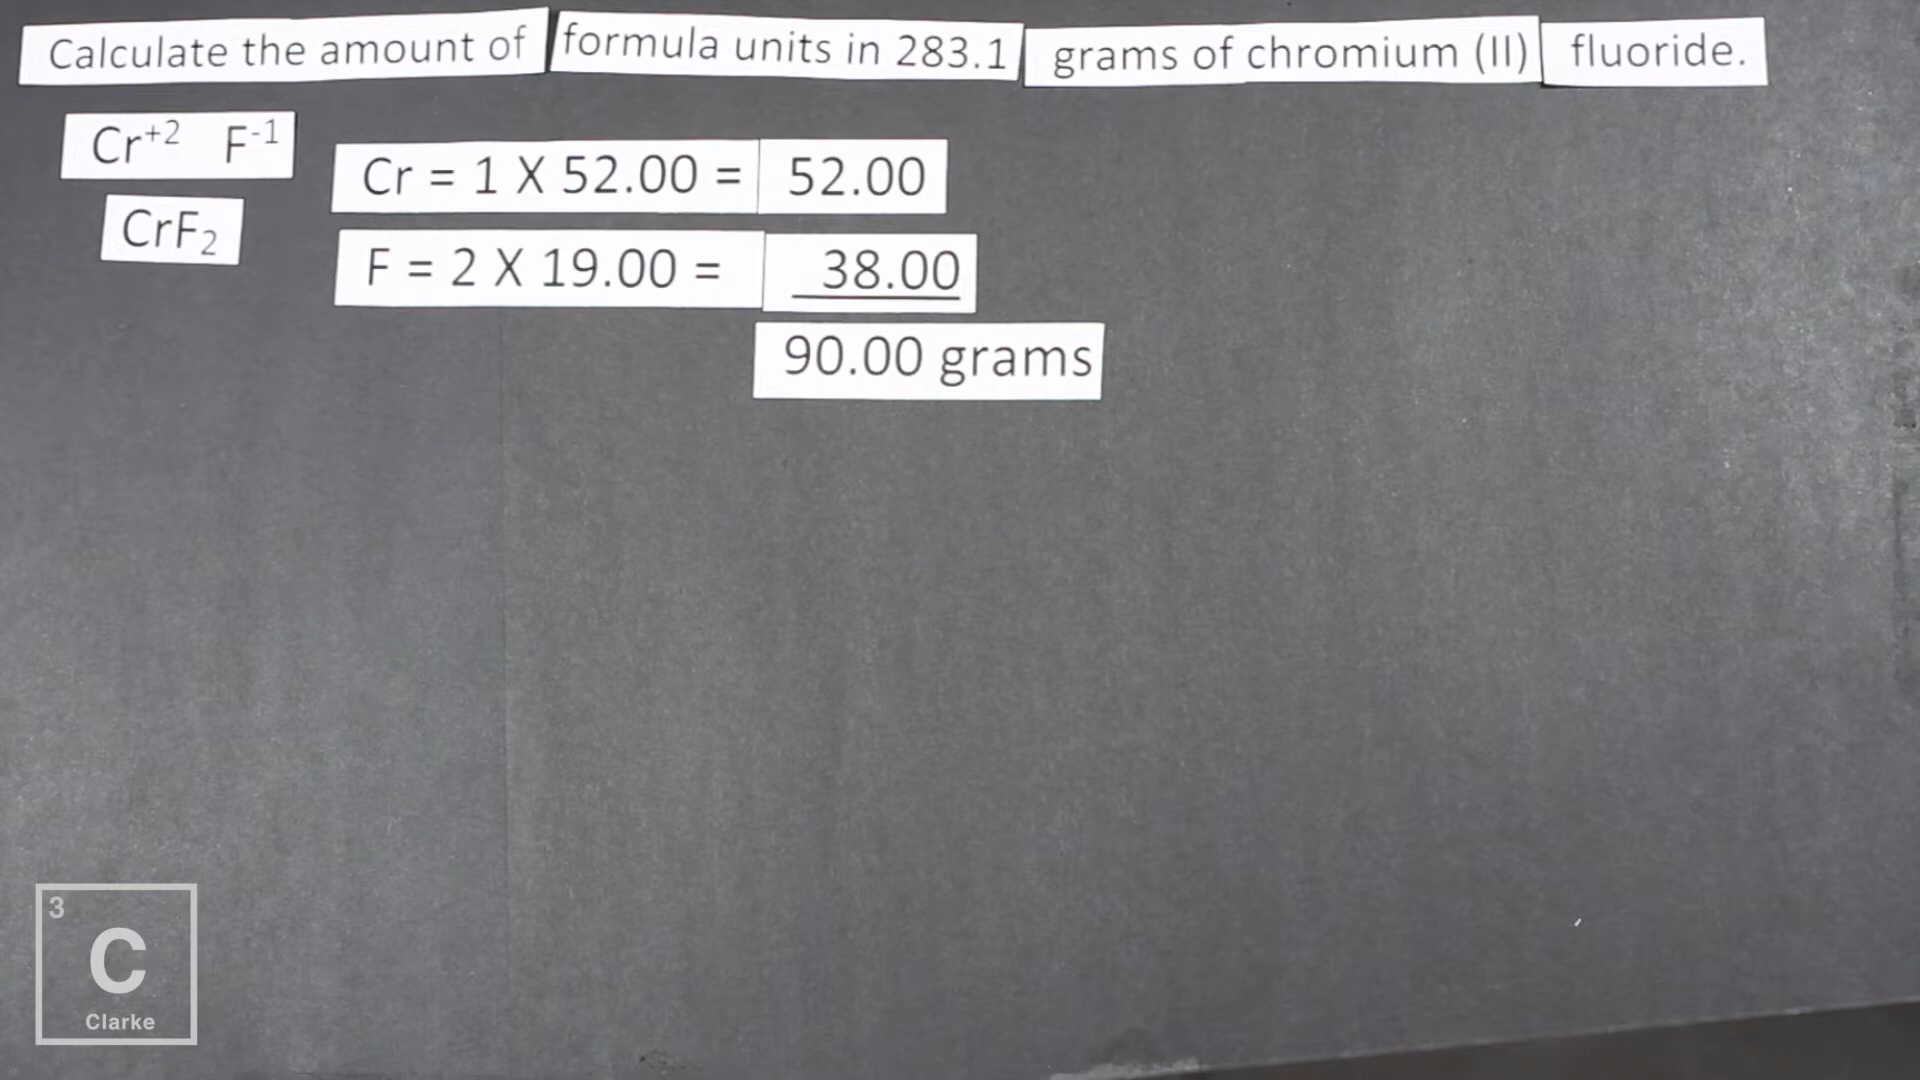 Calculate the amount of formula units in 283.1 grams of chromium (II) fluoride.
Cr⁺² F⁻¹
Cr = 1 X 52.00 = 52.00
CrF₂
F = 2 X 19.00 = 38.00
90.00 grams
3
C
Clarke